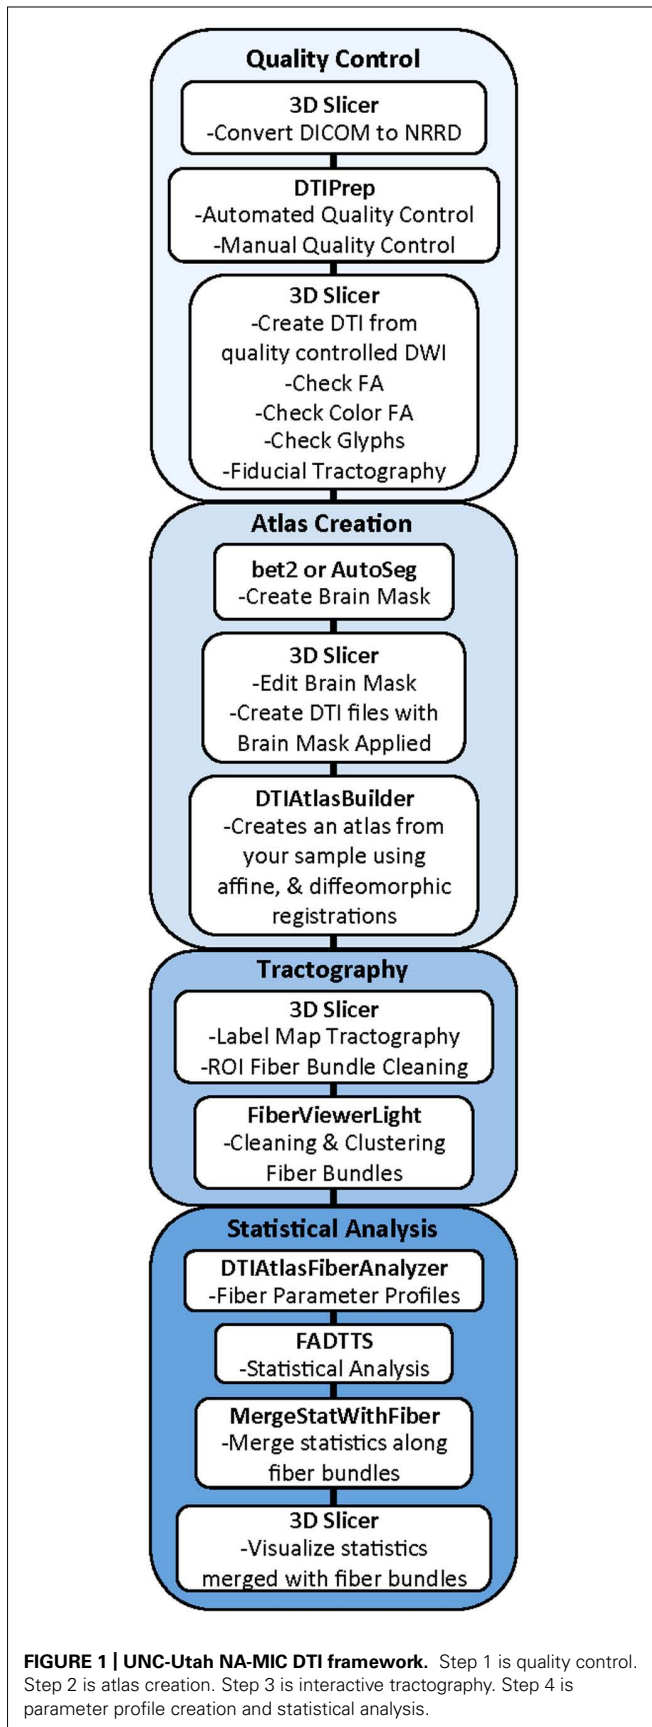 Quality Control
3D Slicer
-Convert DICOM to NRRD
DTIPrep
-Automated Quality Control
-Manual Quality Control
3D Slicer
-Create DTI from
quality controlled DWI
-Check FA
-Check Color FA
-Check Glyphs
-Fiducial Tractography
Atlas Creation
bet2 or AutoSeg
-Create Brain Mask
3D Slicer
-Edit Brain Mask
-Create DTI files with
Brain Mask Applied
DTIAtlasBuilder
-Creates an atlas from
your sample using
affine, & diffeomorphic
registrations
Tractography
3D Slicer
-Label Map Tractography
-ROI Fiber Bundle Cleaning
FiberViewerLight
-Cleaning & Clustering
Fiber Bundles
Statistical Analysis
DTIAtlasFiberAnalyzer
-Fiber Parameter Profiles
FADTTS
-Statistical Analysis
MergeStatWithFiber
-Merge statistics along
fiber bundles
3D Slicer
-Visualize statistics
merged with fiber bundles
FIGURE 1 | UNC-Utah NA-MIC DTI framework. Step 1 is quality control.
Step 2 is atlas creation. Step 3 is interactive tractography. Step 4 is
parameter profile creation and statistical analysis.